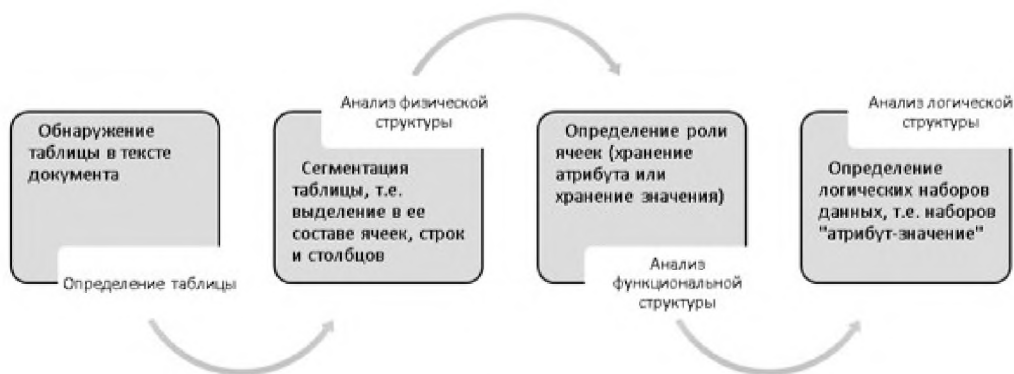 Обнаружение
таблицы в тексте
документа
Определение таблицы
Анализ физической
структуры
Сегментация
таблицы, т.е.
выделение в ее
составе ячеек, строк
и столбцов
Определение роли
ячеек (хранение
атрибута или
хранение значения)
Анализ
функциональной
структуры
Анализ логической
структуры
Определение
логических наборов
данных, т.е. наборов
"атрибут-значение"